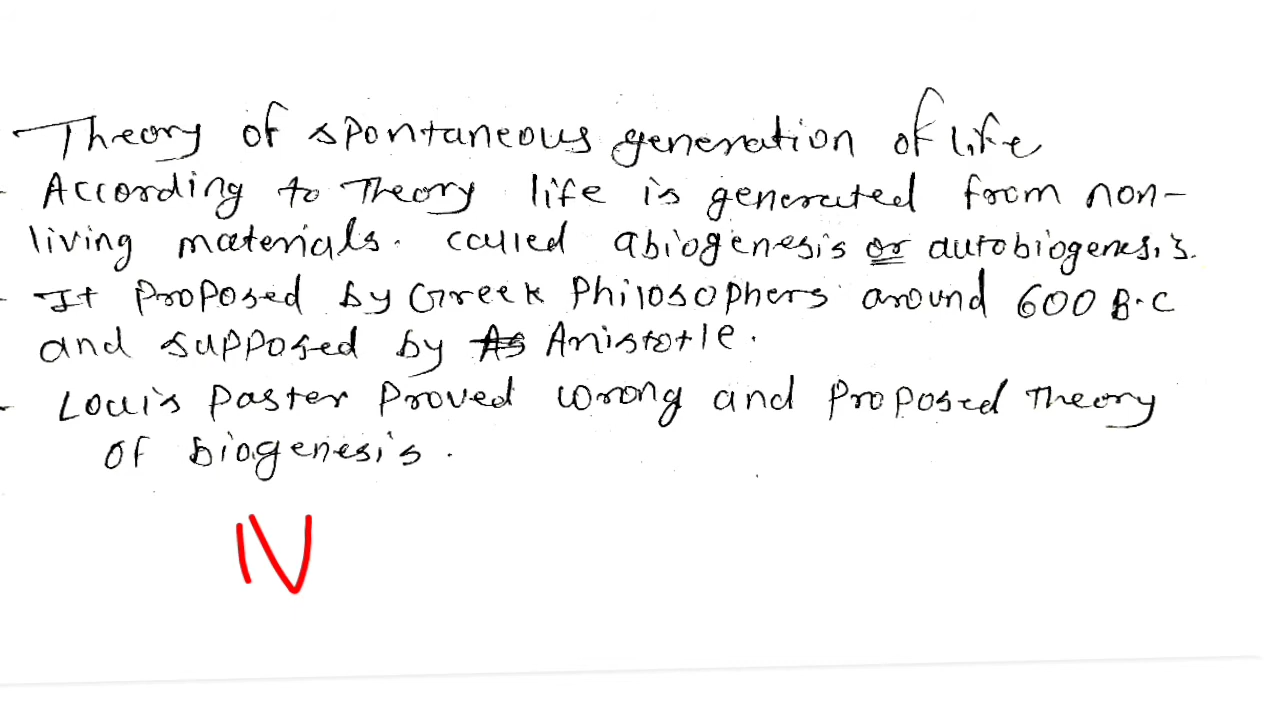 Theory of spontaneous generation of life
- According to Theory life is generated from non-
living materials. called abiogenesis or autobiogenesis.
- It proposed by Greek Philosophers around 600 B.C
and supposed by As Aristotle.
- Louis Paster Proved wrong and Proposed Theory
of biogenesis.
IV